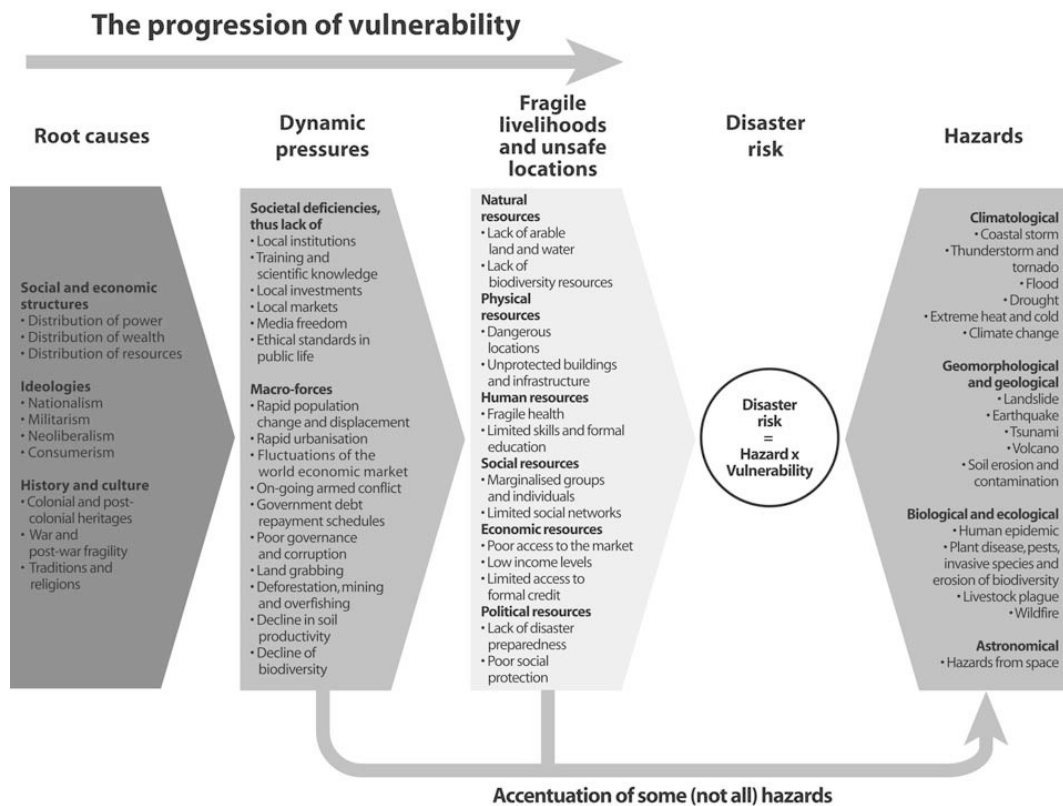 The progression of vulnerability
Root causes
Social and economic
structures
• Distribution of power
• Distribution of wealth
• Distribution of resources
Ideologies
• Nationalism
• Militarism
• Neoliberalism
• Consumerism
History and culture
• Colonial and post-
colonial heritages
• War and
post-war fragility
• Traditions and
religions
Dynamic
pressures
Societal deficiencies,
thus lack of
• Local institutions
• Training and
scientific knowledge
• Local investments
• Local markets
• Media freedom
• Ethical standards in
public life
Macro-forces
• Rapid population
change and displacement
• Rapid urbanisation
• Fluctuations of the
world economic market
• On-going armed conflict
• Government debt
repayment schedules
• Poor governance
and corruption
• Land grabbing
• Deforestation, mining
and overfishing
• Decline in soil
productivity
• Decline of
biodiversity
Fragile
livelihoods
and unsafe
locations
Natural
resources
• Lack of arable
land and water
• Lack of
biodiversity resources
Physical
resources
• Dangerous
locations
• Unprotected buildings
and infrastructure
Human resources
• Fragile health
• Limited skills and formal
education
Social resources
• Marginalised groups
and individuals
• Limited social networks
Economic resources
• Poor access to the market
• Low income levels
• Limited access to
formal credit
Political resources
• Lack of disaster
preparedness
• Poor social
protection
Disaster
risk
Disaster
risk
=
Hazard x
Vulnerability
Hazards
Climatological
• Coastal storm
• Thunderstorm and
tornado
• Flood
• Drought
• Extreme heat and cold
• Climate change
Geomorphological
and geological
• Landslide
• Earthquake
• Tsunami
• Volcano
• Soil erosion and
contamination
Biological and ecological
• Human epidemic
• Plant disease, pests,
invasive species and
erosion of biodiversity
• Livestock plague
• Wildfire
Astronomical
• Hazards from space
Accentuation of some (not all) hazards